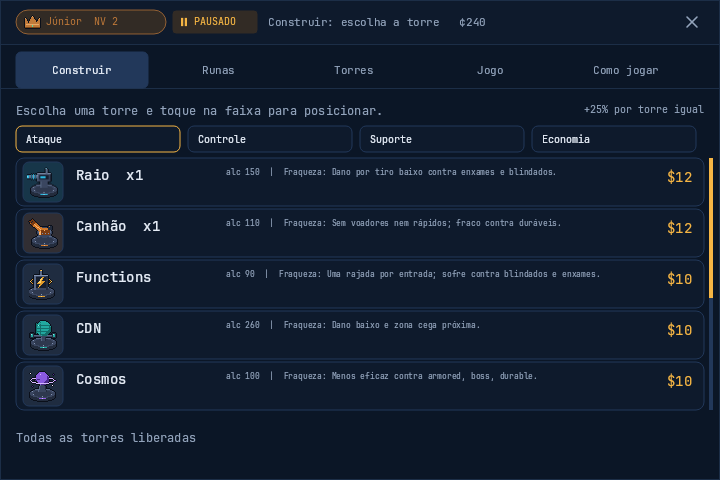 Júnior NV 2 PAUSADO Construir: escolha a torre $240
Construir Runas Torres Jogo Como jogar
Escolha uma torre e toque na faixa para posicionar. +25% por torre igual
Ataque Controle Suporte Economia
Raio x1 alc 150 | Fraqueza: Dano por tiro baixo contra enxames e blindados. $12
Canhão x1 alc 110 | Fraqueza: Sem voadores nem rápidos; fraco contra duráveis. $12
Functions alc 90 | Fraqueza: Uma rajada por entrada; sofre contra blindados e enxames. $10
CDN alc 260 | Fraqueza: Dano baixo e zona cega próxima. $10
Cosmos alc 100 | Fraqueza: Menos eficaz contra armored, boss, durable. $10
Todas as torres liberadas